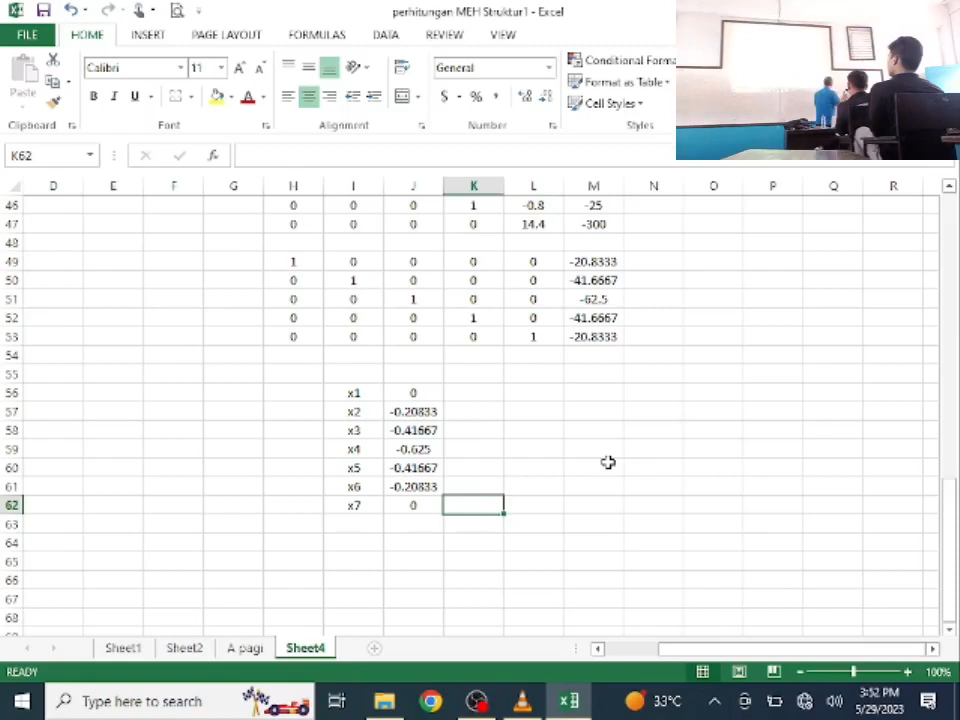 perhitungan MEH Struktur1 - Excel
FILE HOME INSERT PAGE LAYOUT FORMULAS DATA REVIEW VIEW
Calibri 11 General Conditional Forma
Paste Format as Table
B I U A $ % Cell Styles
Clipboard Font Alignment Number Styles
K62 fx
D E F G H I J K L M N O P Q R
46 0 0 0 1 -0.8 -25
47 0 0 0 0 14.4 -300
48
49 1 0 0 0 0 -20.8333
50 0 1 0 0 0 -41.6667
51 0 0 1 0 0 -62.5
52 0 0 0 1 0 -41.6667
53 0 0 0 0 1 -20.8333
54
55
56 x1 0
57 x2 -0.20833
58 x3 -0.41667
59 x4 -0.625
60 x5 -0.41667
61 x6 -0.20833
62 x7 0
63
64
65
66
67
68
Sheet1 Sheet2 A pagi Sheet4
READY 100%
Type here to search 33°C 3:52 PM
5/29/2023